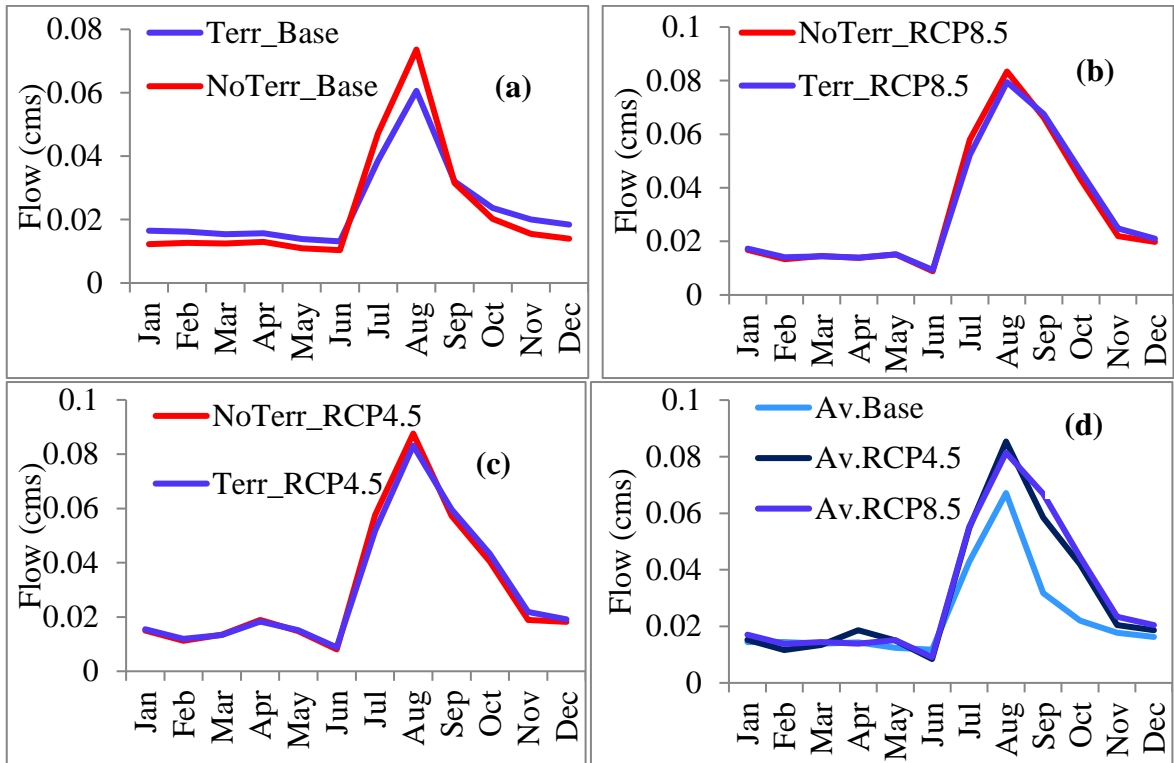 Flow (cms)
0.08
0.06
0.04
0.02
0
Terr_Base
NoTerr_Base
(a)
Jan Feb Mar Apr May Jun Jul Aug Sep Oct Nov Dec
Flow (cms)
0.1
0.08
0.06
0.04
0.02
0
NoTerr_RCP8.5
Terr_RCP8.5
(b)
Jan Feb Mar Apr May Jun Jul Aug Sep Oct Nov Dec
Flow (cms)
0.1
0.08
0.06
0.04
0.02
0
NoTerr_RCP4.5
Terr_RCP4.5
(c)
Jan Feb Mar Apr May Jun Jul Aug Sep Oct Nov Dec
Flow (cms)
0.1
0.08
0.06
0.04
0.02
0
Av.Base
Av.RCP4.5
Av.RCP8.5
(d)
Jan Feb Mar Apr May Jun Jul Aug Sep Oct Nov Dec